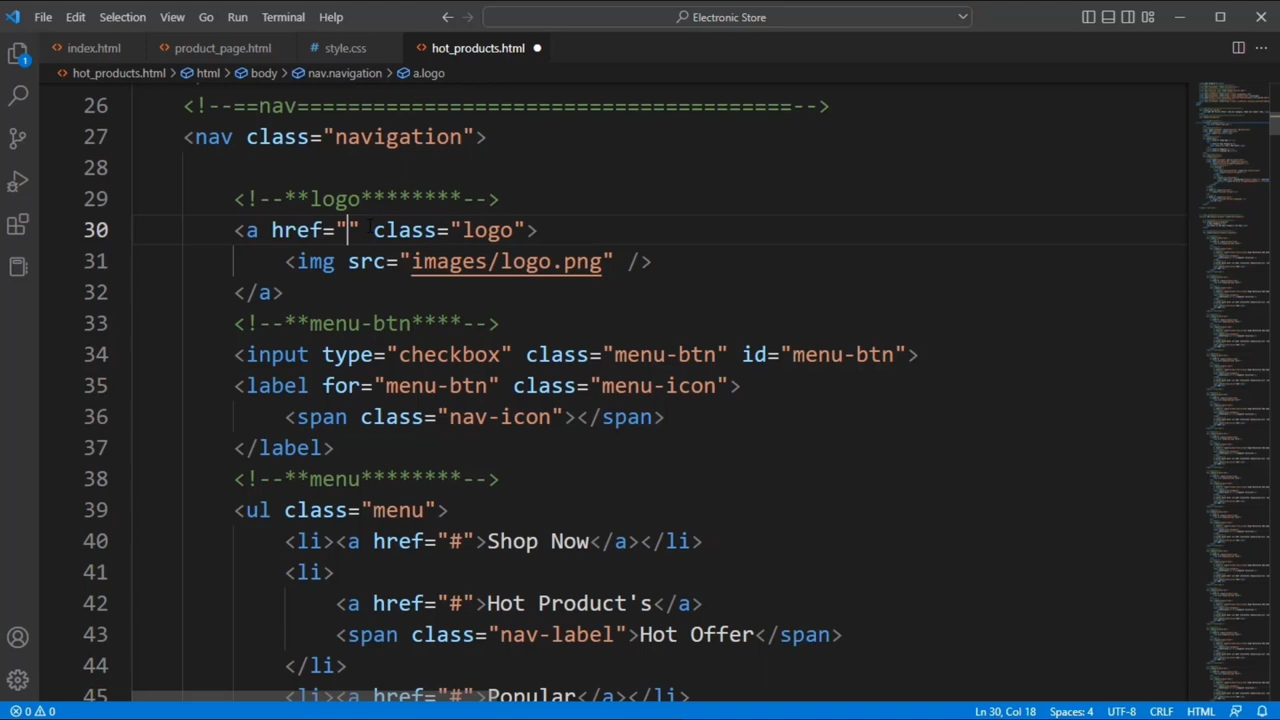 File Edit Selection View Go Run Terminal Help Electronic Store
index.html product_page.html style.css hot_products.html
hot_products.html > html > body > nav.navigation > a.logo
26 <!--==nav=======================================-->
27 <nav class="navigation">
28
29 <!--**logo********-->
30 <a href="" class="logo">
31 <img src="images/logo.png" />
32 </a>
33 <!--**menu-btn****-->
34 <input type="checkbox" class="menu-btn" id="menu-btn">
35 <label for="menu-btn" class="menu-icon">
36 <span class="nav-icon"></span>
37 </label>
38 <!--**menu********-->
39 <ul class="menu">
40 <li><a href="#">Shop Now</a></li>
41 <li>
42 <a href="#">Hot Product's</a>
43 <span class="nav-label">Hot Offer</span>
44 </li>
45 <li><a href="#">Popular</a></li>
1
0 0 Ln 30, Col 18 Spaces: 4 UTF-8 CRLF HTML